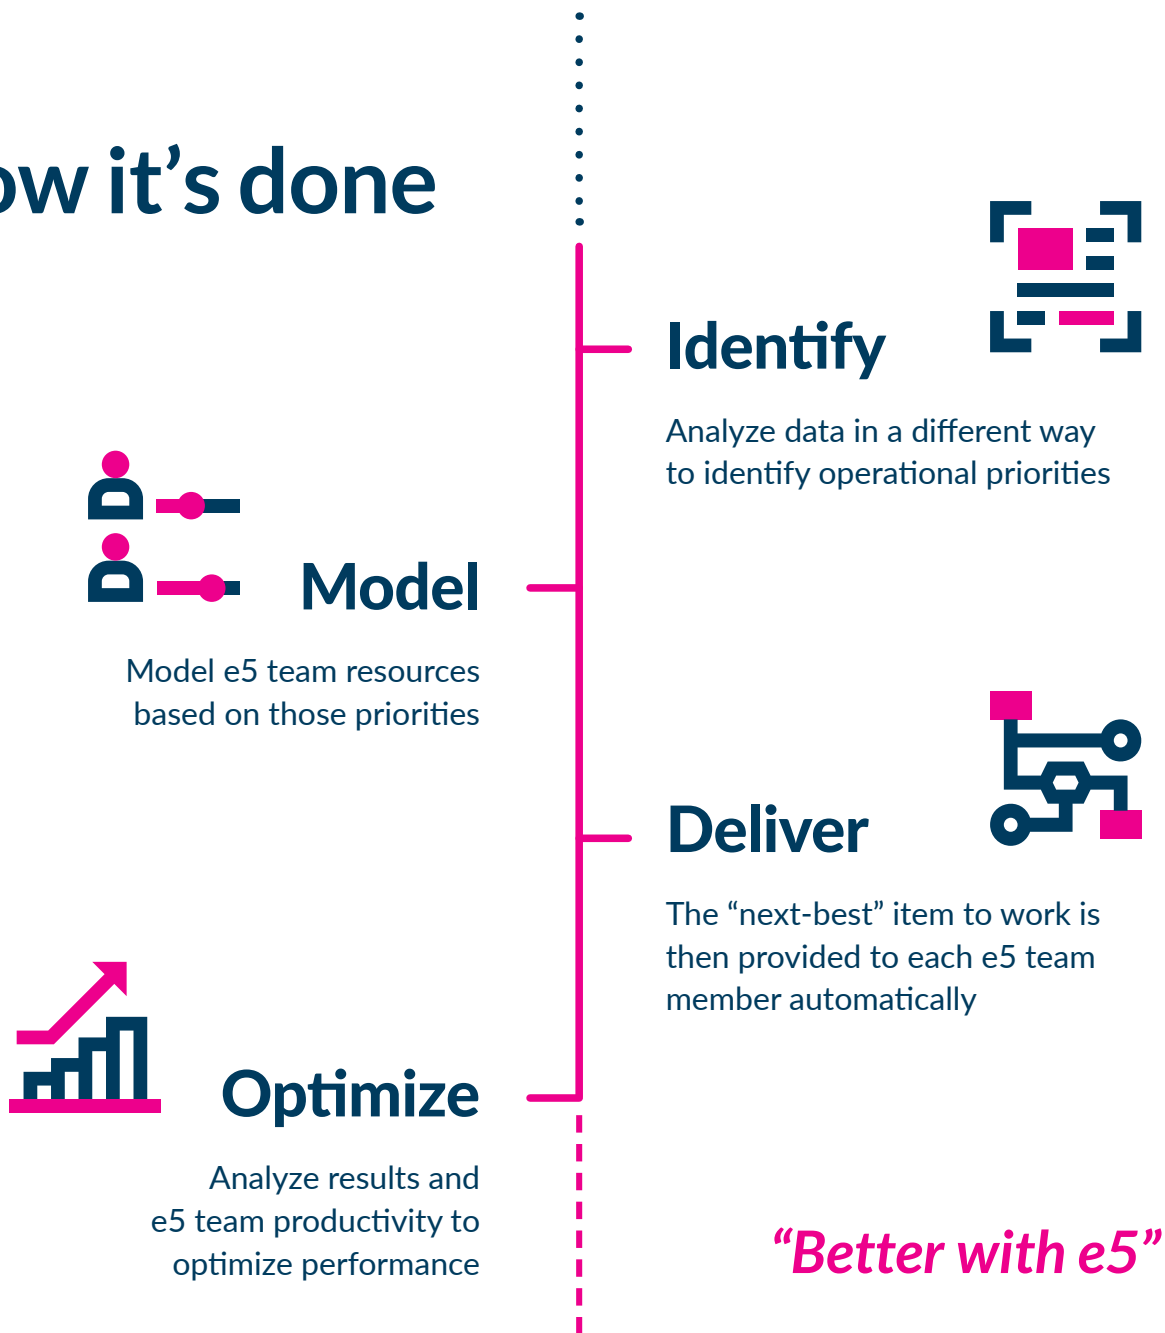 ow it’s done
Identify
Analyze data in a different way
to identify operational priorities
Model
Model e5 team resources
based on those priorities
Deliver
The “next-best” item to work is
then provided to each e5 team
member automatically
Optimize
Analyze results and
e5 team productivity to
optimize performance
“Better with e5”